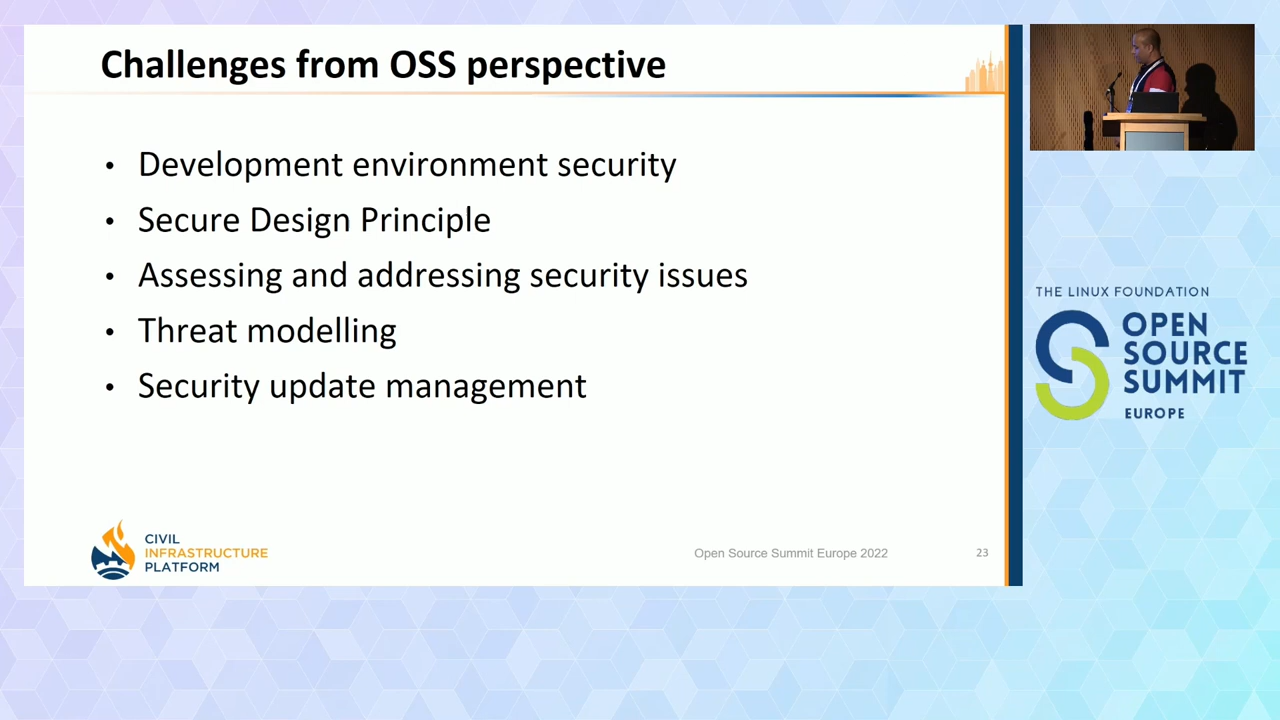 Challenges from OSS perspective
• Development environment security
• Secure Design Principle
• Assessing and addressing security issues
• Threat modelling
• Security update management
CIVIL
INFRASTRUCTURE
PLATFORM
Open Source Summit Europe 2022
23
THE LINUX FOUNDATION
OPEN
SOURCE
SUMMIT
EUROPE